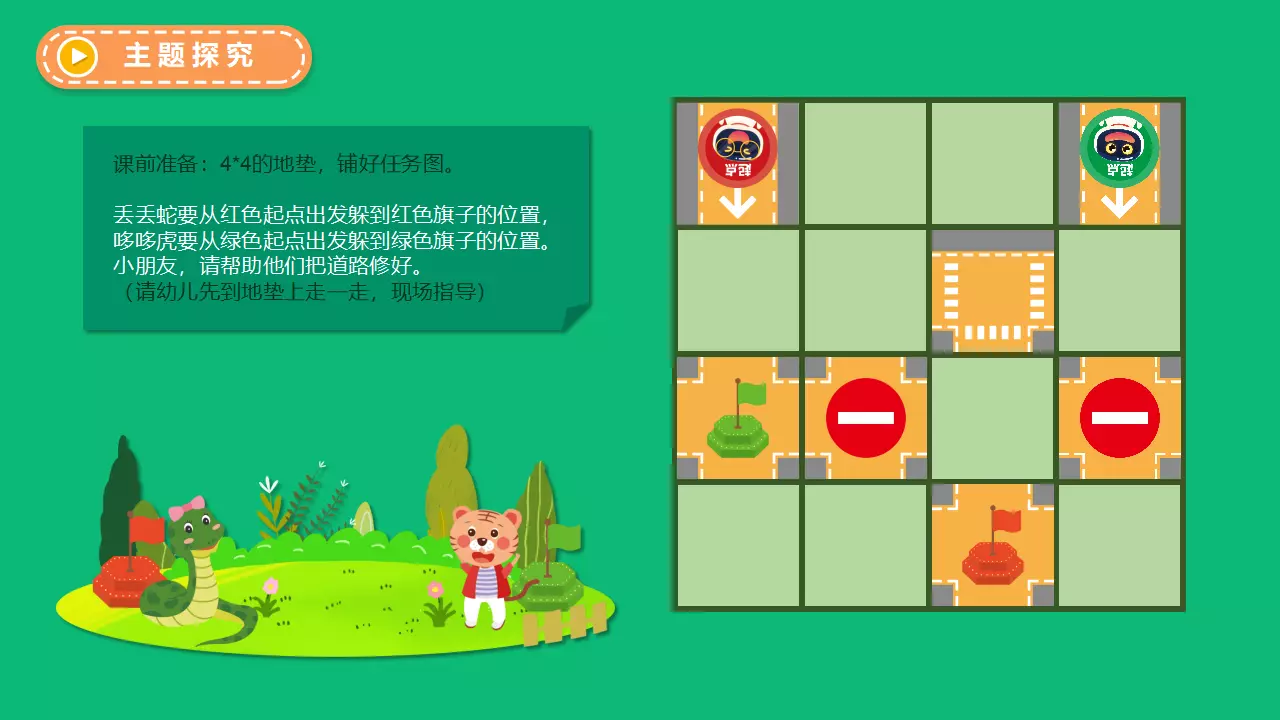 主题探究
课前准备：4*4的地垫，铺好任务图。
丢丢蛇要从红色起点出发躲到红色旗子的位置，
哆哆虎要从绿色起点出发躲到绿色旗子的位置。
小朋友，请帮助他们把道路修好。
（请幼儿先到地垫上走一走，现场指导）
起点
起点